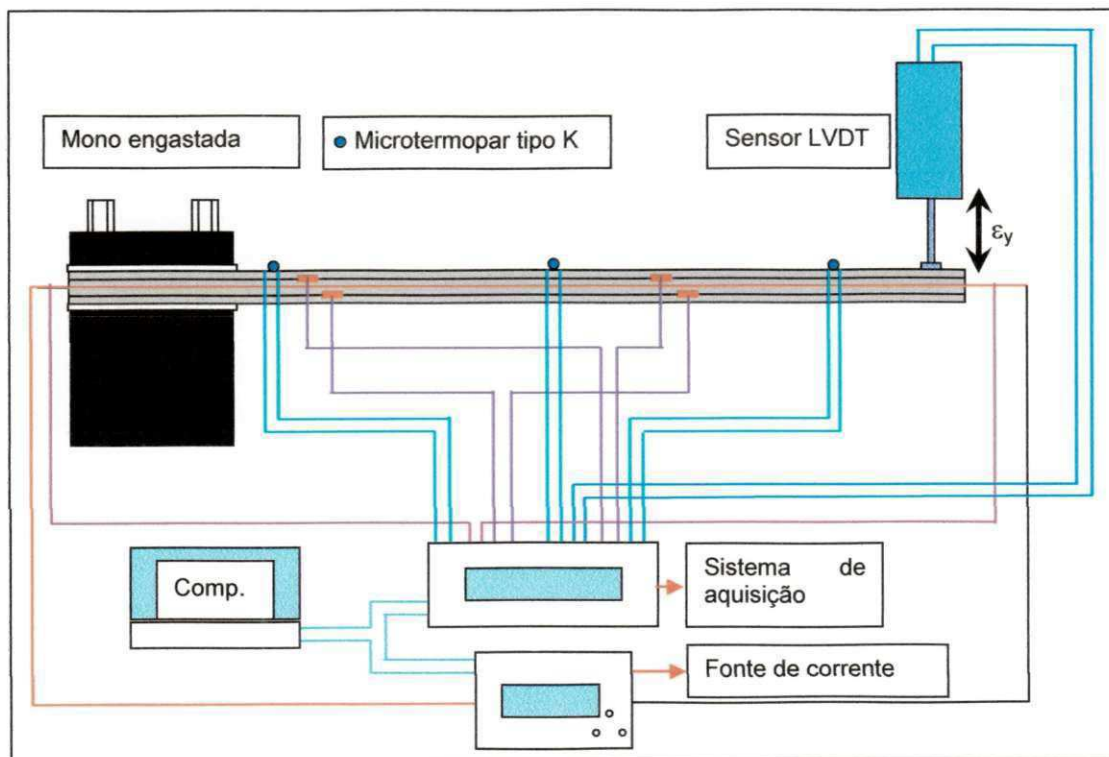 Mono engastada
Microtermopar tipo K
Sensor LVDT
εy
Comp.
Sistema de
aquisição
Fonte de corrente